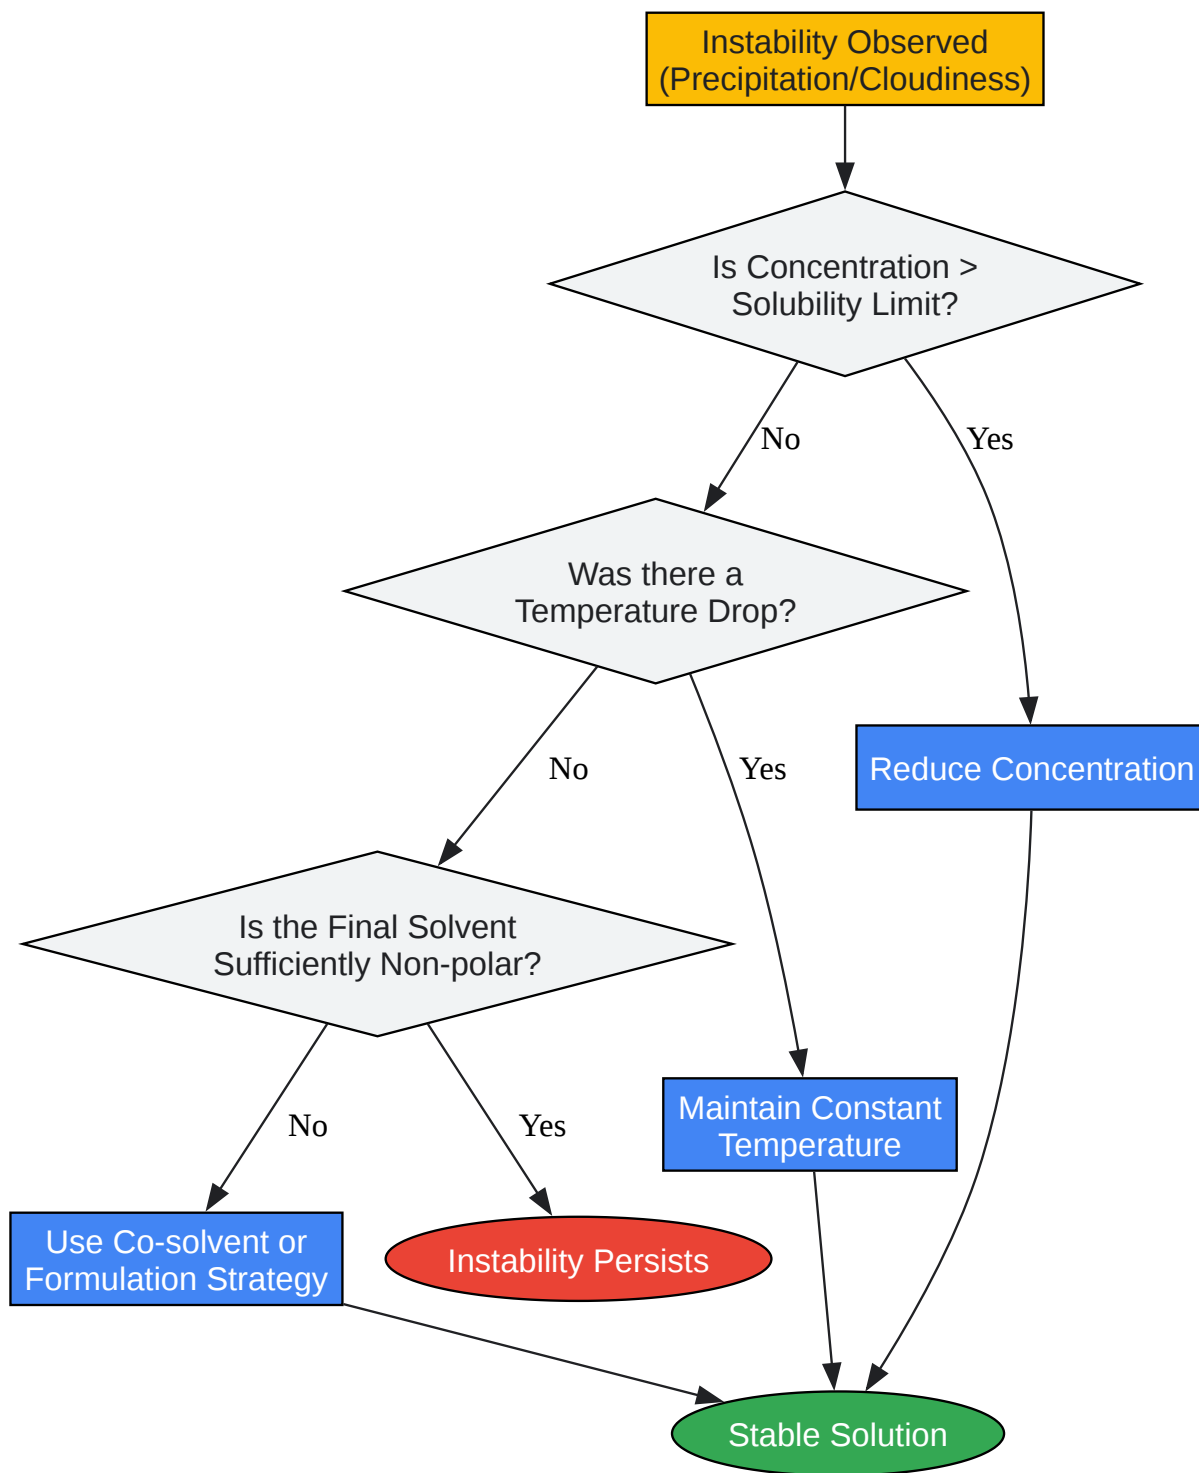 Instability Observed
(Precipitation/Cloudiness)
Is Concentration >
Solubility Limit?
No
Yes
Was there a
Temperature Drop?
No
Yes
Reduce Concentration
Is the Final Solvent
Sufficiently Non-polar?
No
Yes
Maintain Constant
Temperature
Use Co-solvent or
Formulation Strategy
Instability Persists
Stable Solution